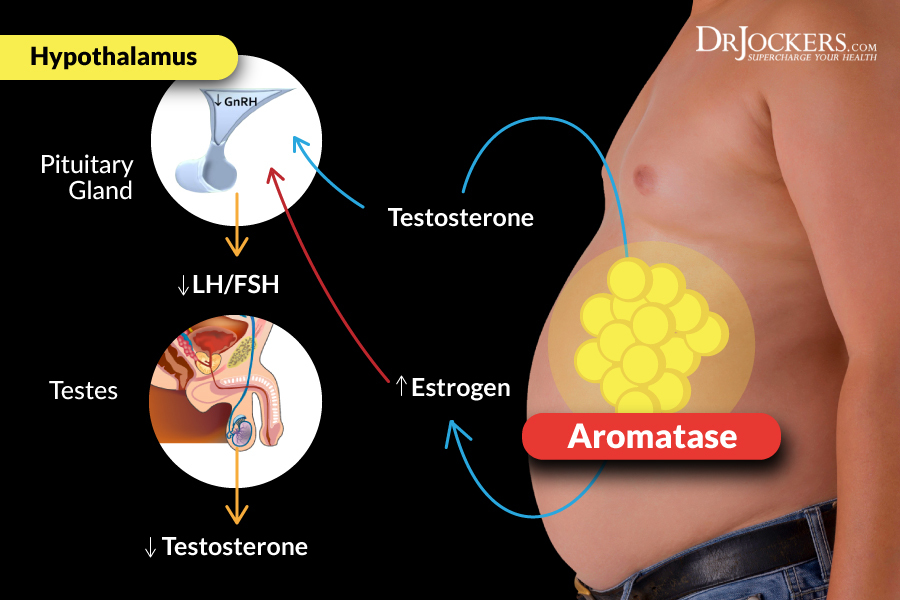 DRJOCKERS.COM
SUPERCHARGE YOUR HEALTH
Hypothalamus
↓ GnRH
Pituitary
Gland
Testosterone
↓ LH/FSH
Testes
↑ Estrogen
Aromatase
↓ Testosterone